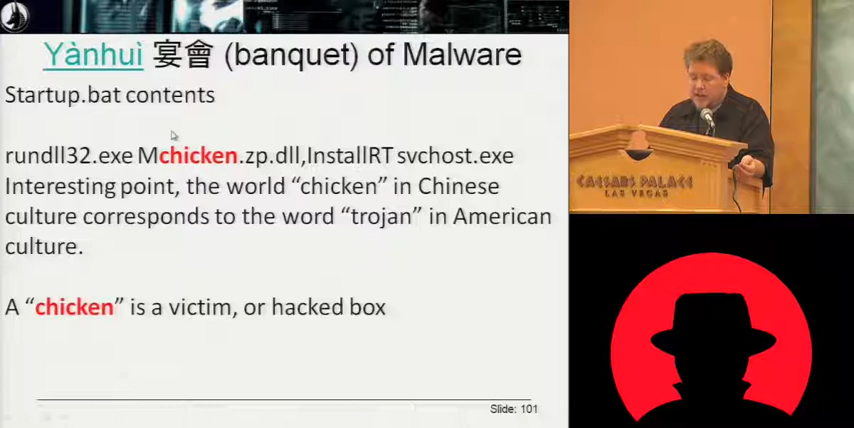 Yànhuì 宴會 (banquet) of Malware
Startup.bat contents
rundll32.exe Mchicken.zp.dll,InstallRT svchost.exe
Interesting point, the world “chicken” in Chinese
culture corresponds to the word “trojan” in American
culture.
A “chicken” is a victim, or hacked box
Slide: 101
CAESARS PALACE
LAS VEGAS